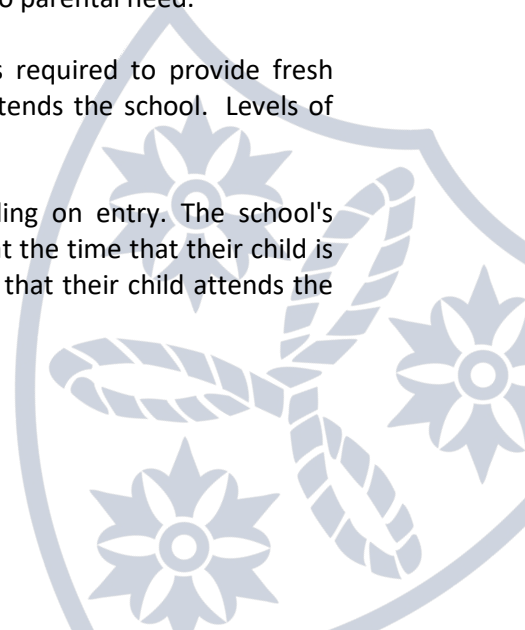 o parental need.
s required to provide fresh
tends the school. Levels of
ling on entry. The school's
at the time that their child is
that their child attends the